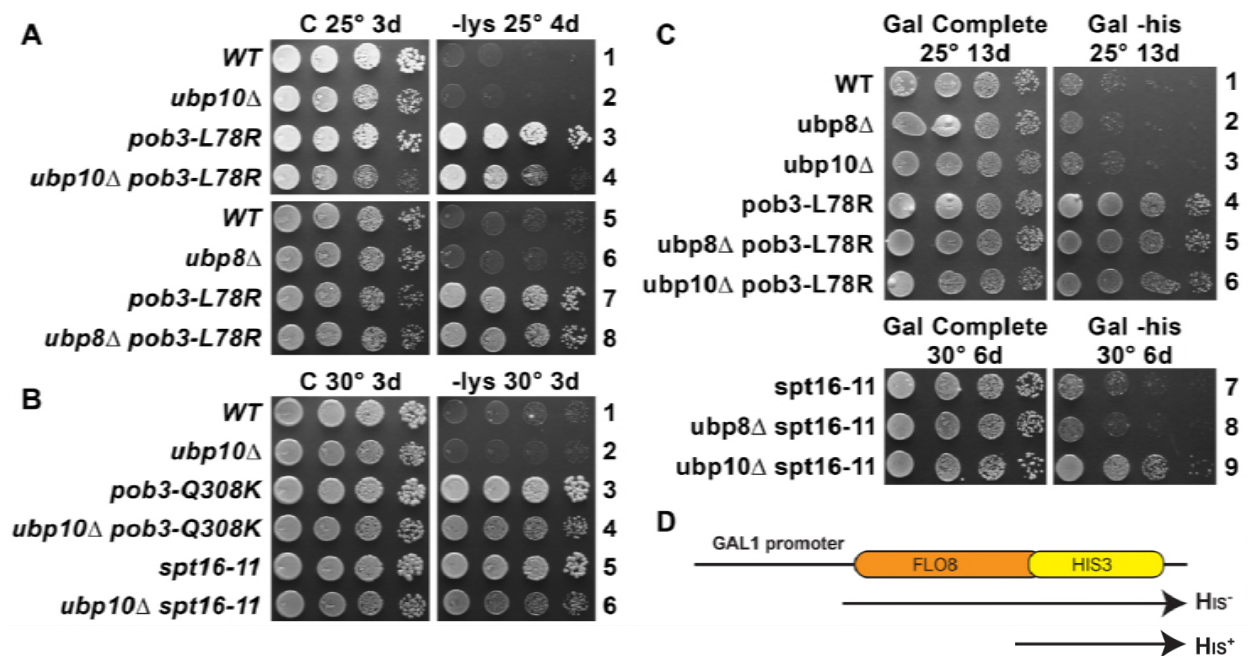 A
C 25° 3d
-lys 25° 4d
WT
1
ubp10Δ
2
pob3-L78R
3
ubp10Δ pob3-L78R
4
WT
5
ubp8Δ
6
pob3-L78R
7
ubp8Δ pob3-L78R
8
B
C 30° 3d
-lys 30° 3d
WT
1
ubp10Δ
2
pob3-Q308K
3
ubp10Δ pob3-Q308K
4
spt16-11
5
ubp10Δ spt16-11
6
C
Gal Complete
25° 13d
Gal -his
25° 13d
WT
1
ubp8Δ
2
ubp10Δ
3
pob3-L78R
4
ubp8Δ pob3-L78R
5
ubp10Δ pob3-L78R
6
Gal Complete
30° 6d
Gal -his
30° 6d
spt16-11
7
ubp8Δ spt16-11
8
ubp10Δ spt16-11
9
D
GAL1 promoter
FLO8
HIS3
HIS⁻
HIS⁺